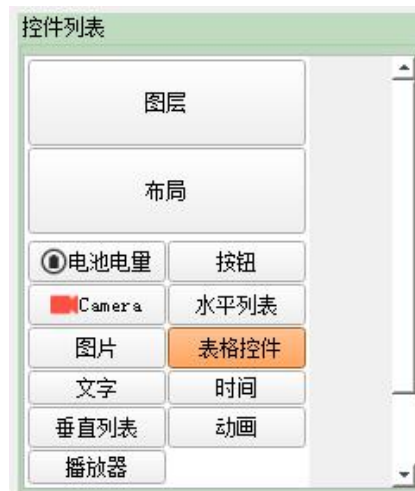 控件列表
图层
布局
电池电量 按钮
Camera 水平列表
图片 表格控件
文字 时间
垂直列表 动画
播放器